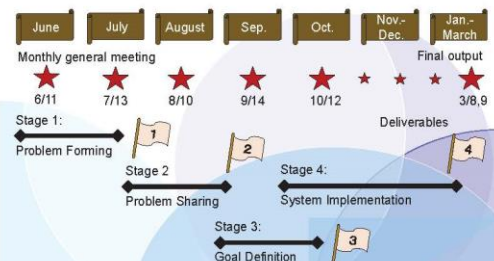 June July August Sep. Oct. Nov.- Dec. Jan.- March
Monthly general meeting Final output
6/11 7/13 8/10 9/14 10/12 3/8,9
Stage 1:
Problem Forming
1
Deliverables
Stage 2
Problem Sharing
2
Stage 4:
System Implementation
4
Stage 3:
Goal Definition
3